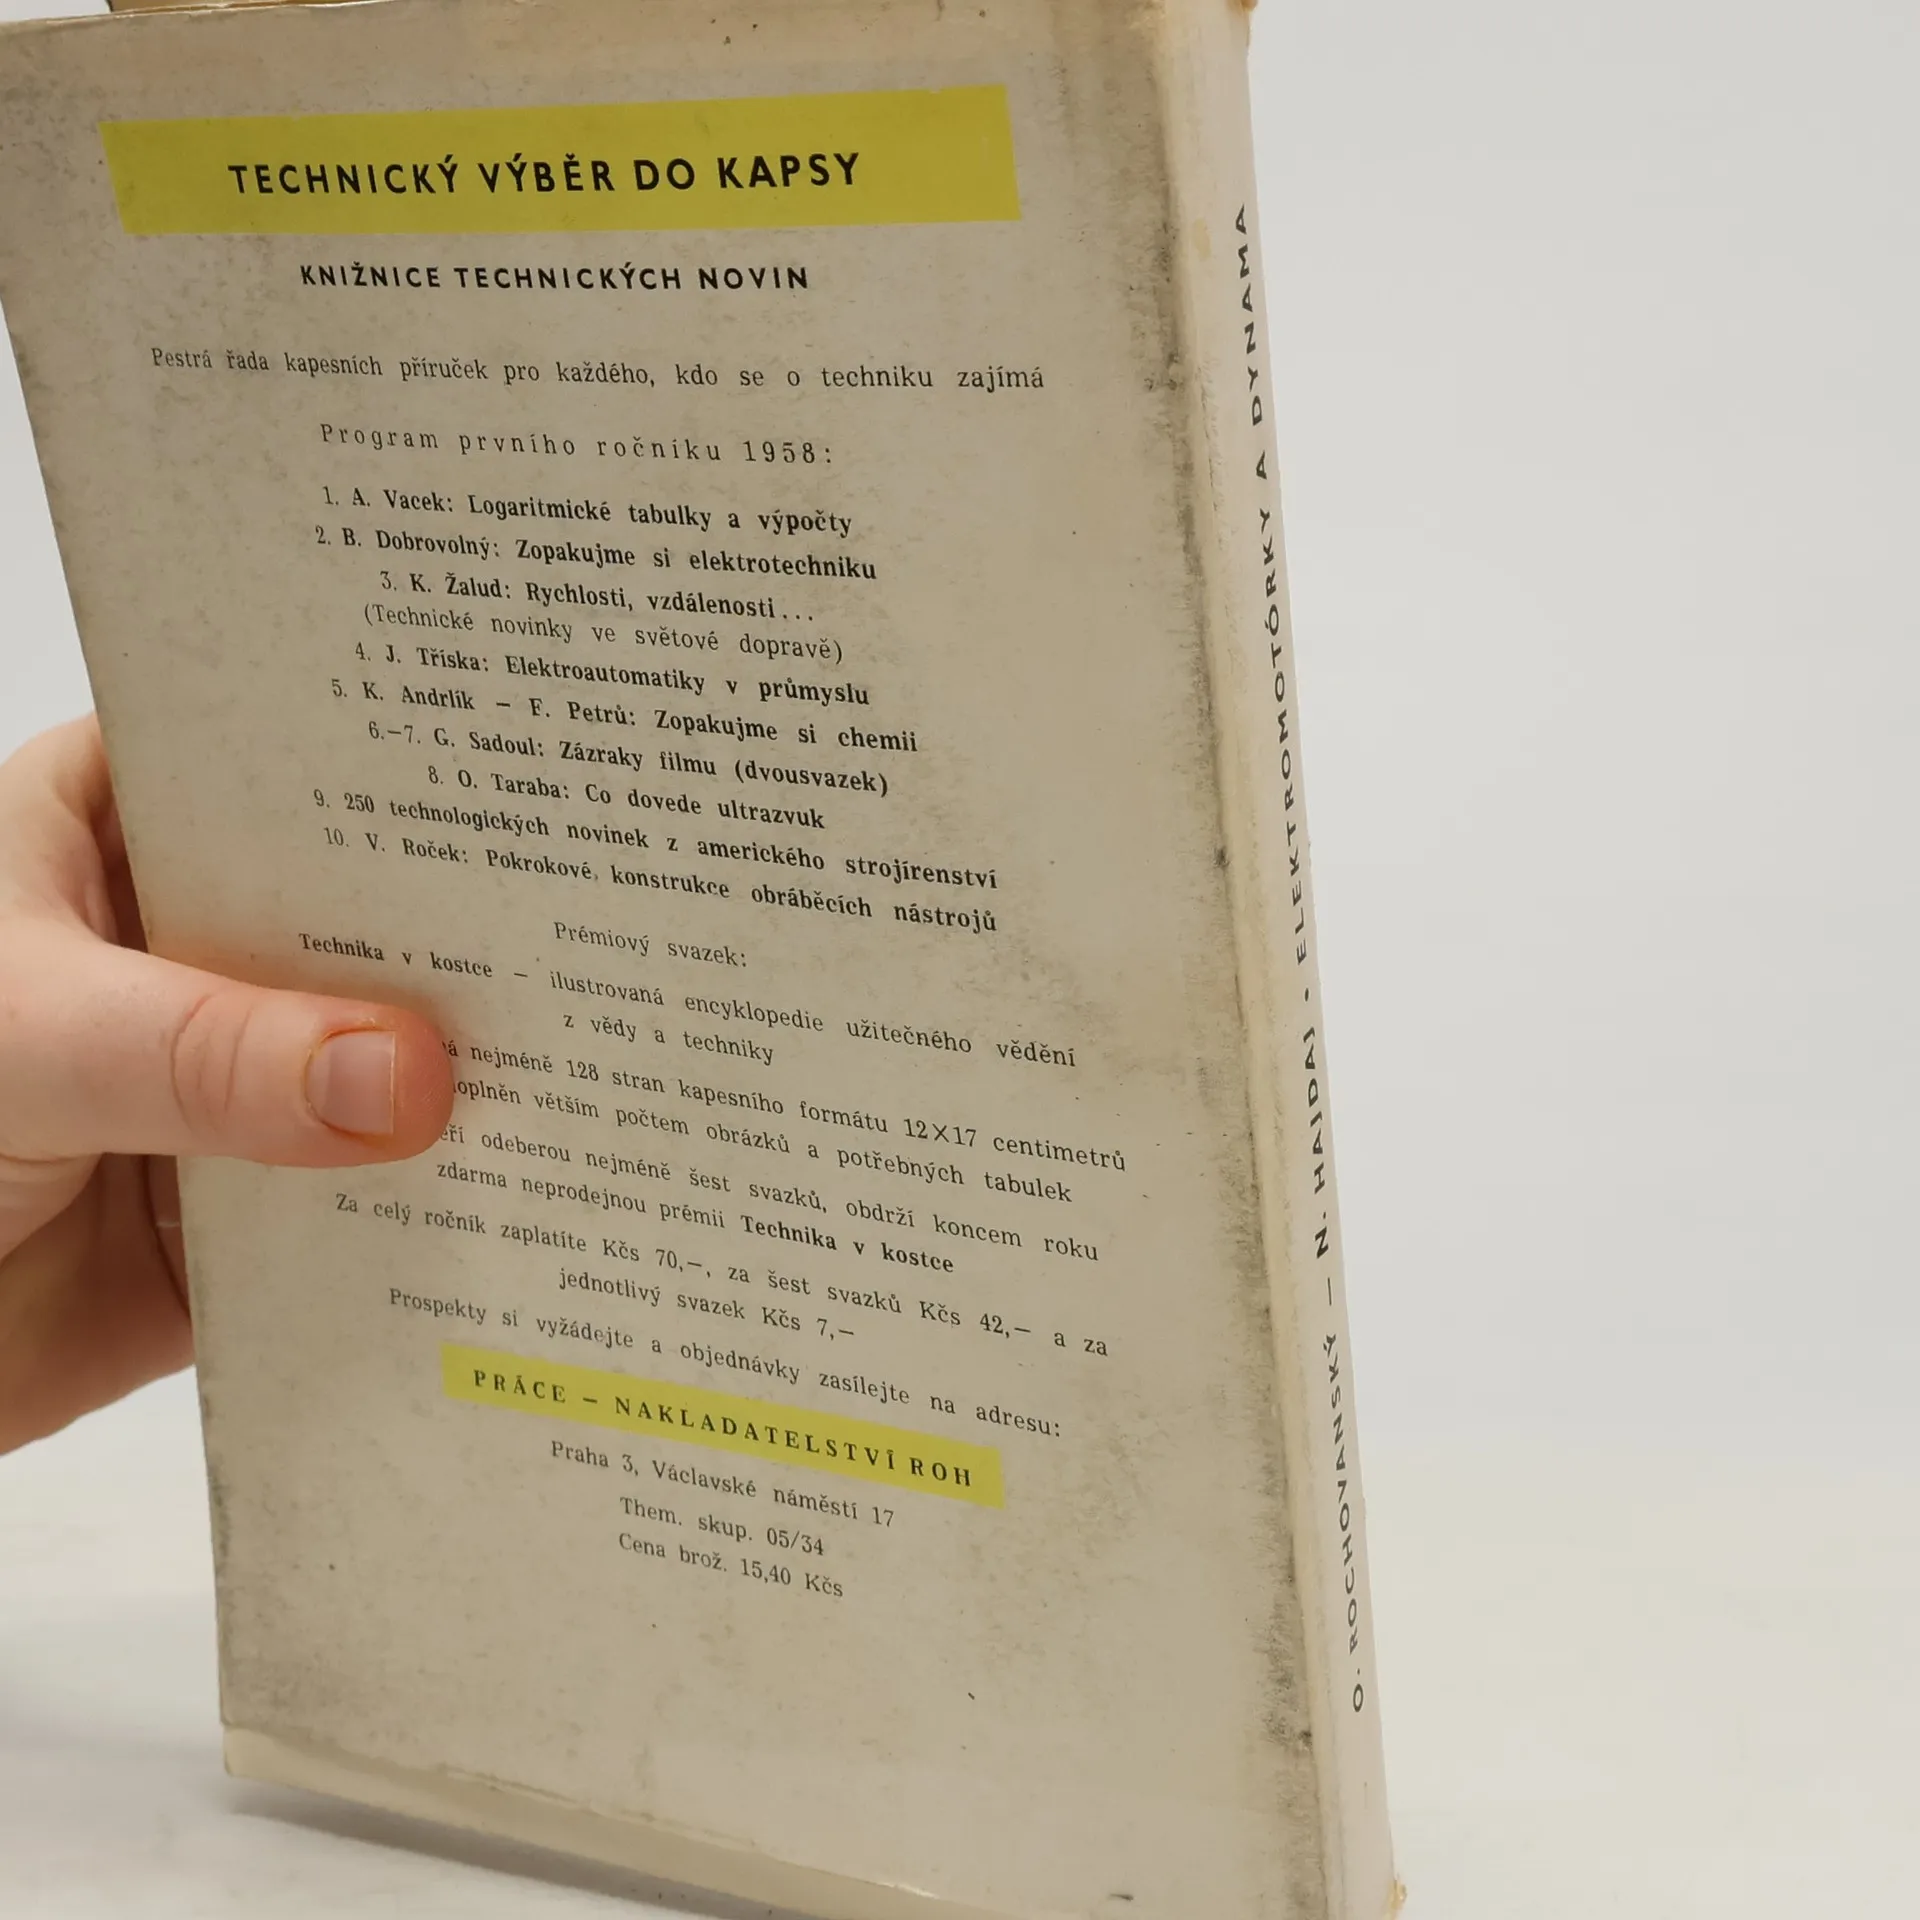 TECHNICKÝ VÝBĚR DO KAPSY
KNIŽNICE TECHNICKÝCH NOVIN
Pestrá řada kapesních příruček pro každého, kdo se o techniku zajímá
Program prvního ročníku 1958:
1. A. Vacek: Logaritmické tabulky a výpočty
2. B. Dobrovolný: Zopakujme si elektrotechniku
3. K. Žalud: Rychlosti, vzdálenosti...
(Technické novinky ve světové dopravě)
4. J. Tříska: Elektroautomatiky v průmyslu
5. K. Andrlík – F. Petrů: Zopakujme si chemii
6.–7. G. Sadoul: Zázraky filmu (dvousvazek)
8. O. Taraba: Co dovede ultrazvuk
9. 250 technologických novinek z amerického strojírenství
10. V. Roček: Pokrokové konstrukce obráběcích nástrojů
Prémiový svazek:
Technika v kostce – ilustrovaná encyklopedie užitečného vědění
z vědy a techniky
nejméně 128 stran kapesního formátu 12×17 centimetrů
větším počtem obrázků a potřebných tabulek
odeberou nejméně šest svazků, obdrží koncem roku
zdarma neprodejnou prémii Technika v kostce
Za celý ročník zaplatíte Kčs 70,–, za šest svazků Kčs 42,– a za
jednotlivý svazek Kčs 7,–
Prospekty si vyžádejte a objednávky zasílejte na adresu:
PRÁCE – NAKLADATELSTVÍ ROH
Praha 3, Václavské náměstí 17
Them. skup. 05/34
Cena brož. 15,40 Kčs
O. ROCHOVANSKÝ — N. HAJDAJ • ELEKTROMOTÓRKY A DYNAMA